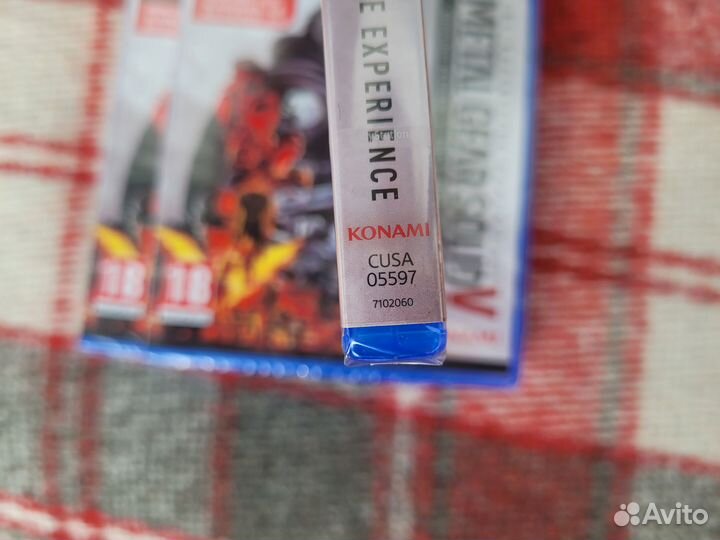 E EXPERIENCE
KONAMI
CUSA
05597
7102060
METAL GEAR SOLID
V
18
18
Avito